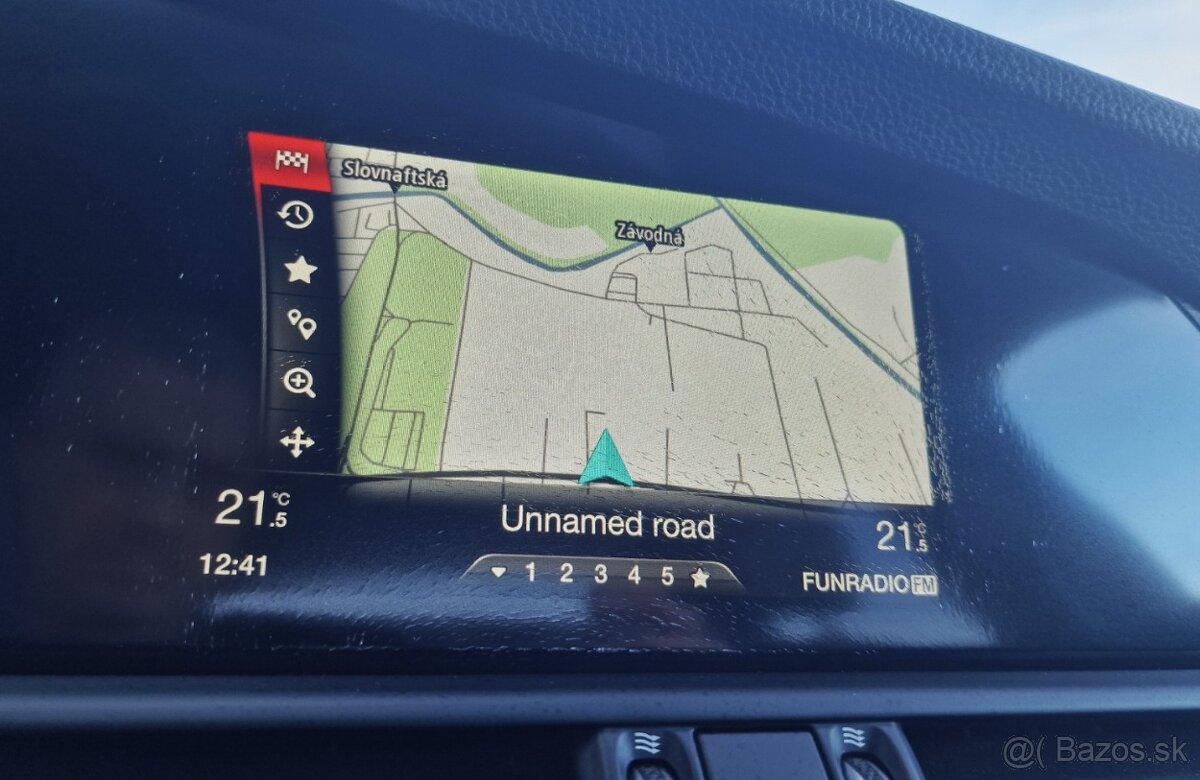 Slovnaftská
Závodná
21.5 °C
Unnamed road
21.5 °C
12:41
1 2 3 4 5
FUNRADIO FM
@( Bazos.sk